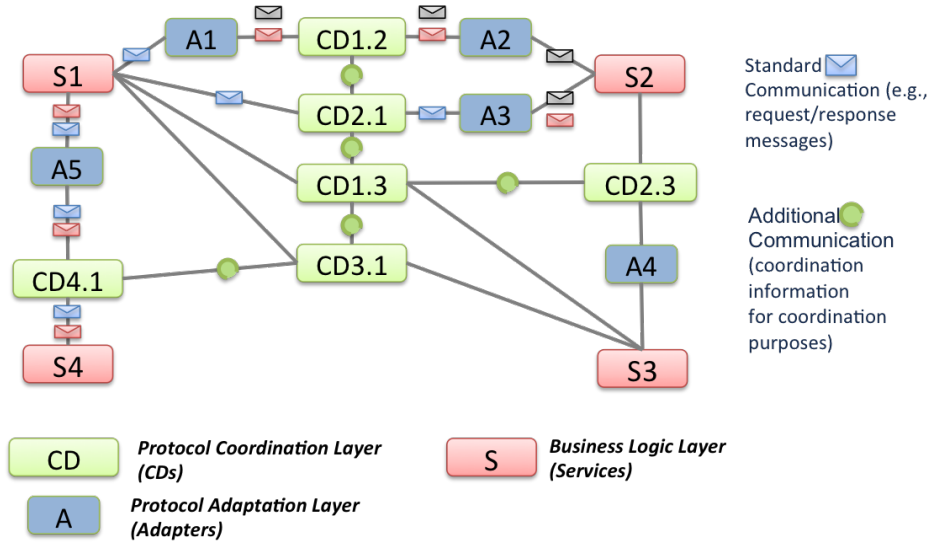 A1
CD1.2
A2
S1
S2
CD2.1
A3
A5
CD1.3
CD2.3
CD3.1
A4
CD4.1
S4
S3
Standard
Communication (e.g.,
request/response
messages)
Additional
Communication
(coordination
information
for coordination
purposes)
CD
Protocol Coordination Layer
(CDs)
S
Business Logic Layer
(Services)
A
Protocol Adaptation Layer
(Adapters)